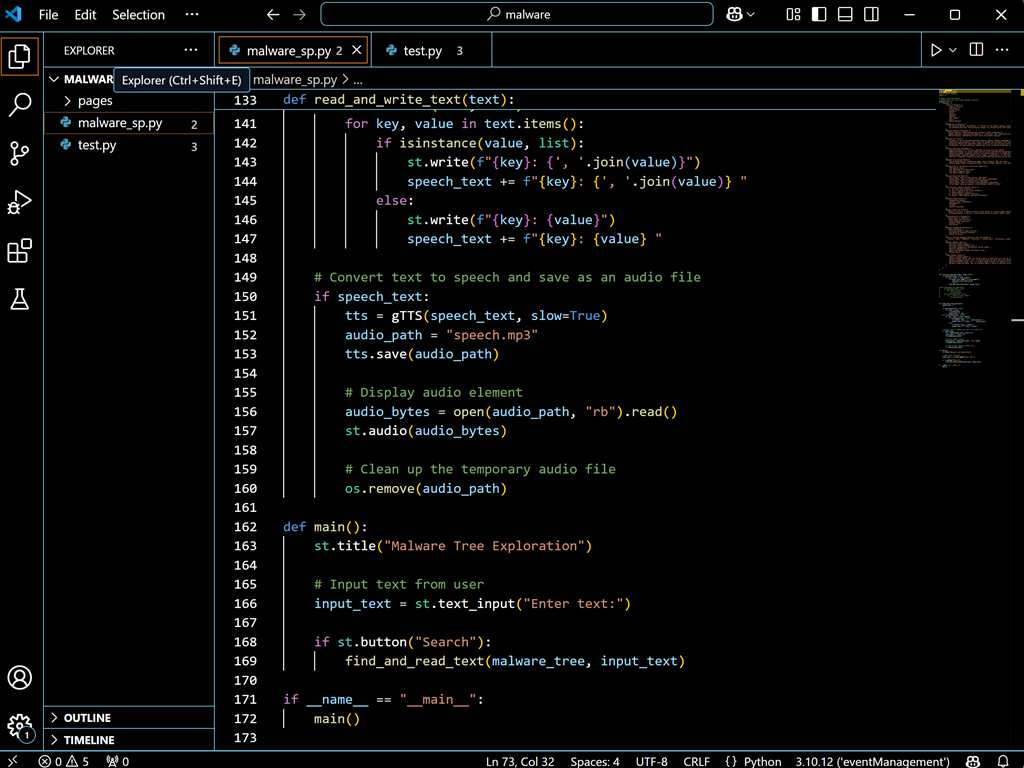 File Edit Selection ··· malware
EXPLORER ···
malware_sp.py 2
test.py 3
MALWAR
Explorer (Ctrl+Shift+E)
malware_sp.py > ...
pages
malware_sp.py 2
test.py 3
133 def read_and_write_text(text):
141 for key, value in text.items():
142 if isinstance(value, list):
143 st.write(f"{key}: {', '.join(value)}")
144 speech_text += f"{key}: {', '.join(value)} "
145 else:
146 st.write(f"{key}: {value}")
147 speech_text += f"{key}: {value} "
148
149 # Convert text to speech and save as an audio file
150 if speech_text:
151 tts = gTTS(speech_text, slow=True)
152 audio_path = "speech.mp3"
153 tts.save(audio_path)
154
155 # Display audio element
156 audio_bytes = open(audio_path, "rb").read()
157 st.audio(audio_bytes)
158
159 # Clean up the temporary audio file
160 os.remove(audio_path)
161
162 def main():
163 st.title("Malware Tree Exploration")
164
165 # Input text from user
166 input_text = st.text_input("Enter text:")
167
168 if st.button("Search"):
169 find_and_read_text(malware_tree, input_text)
170
171 if __name__ == "__main__":
172 main()
173
OUTLINE
TIMELINE
1
0 5 0 Ln 73, Col 32 Spaces: 4 UTF-8 CRLF {} Python 3.10.12 ('eventManagement')